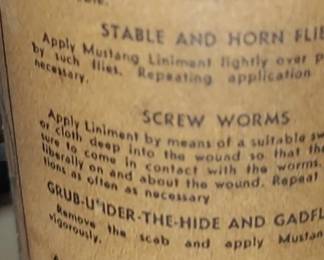 STABLE AND HORN FLIE
Apply Mustang Liniment lightly over p
by such flies. Repeating application
necessary.
SCREW WORMS
Apply Liniment by means of a suitable sw
or cloth deep into the wound so that the
sure to come in contact with the worms.
liberally on and about the wound. Repeat
tions as often as necessary
GRUB-U'IDER-THE-HIDE AND GADFL
Remove the scab and apply Mustan
vigorously.